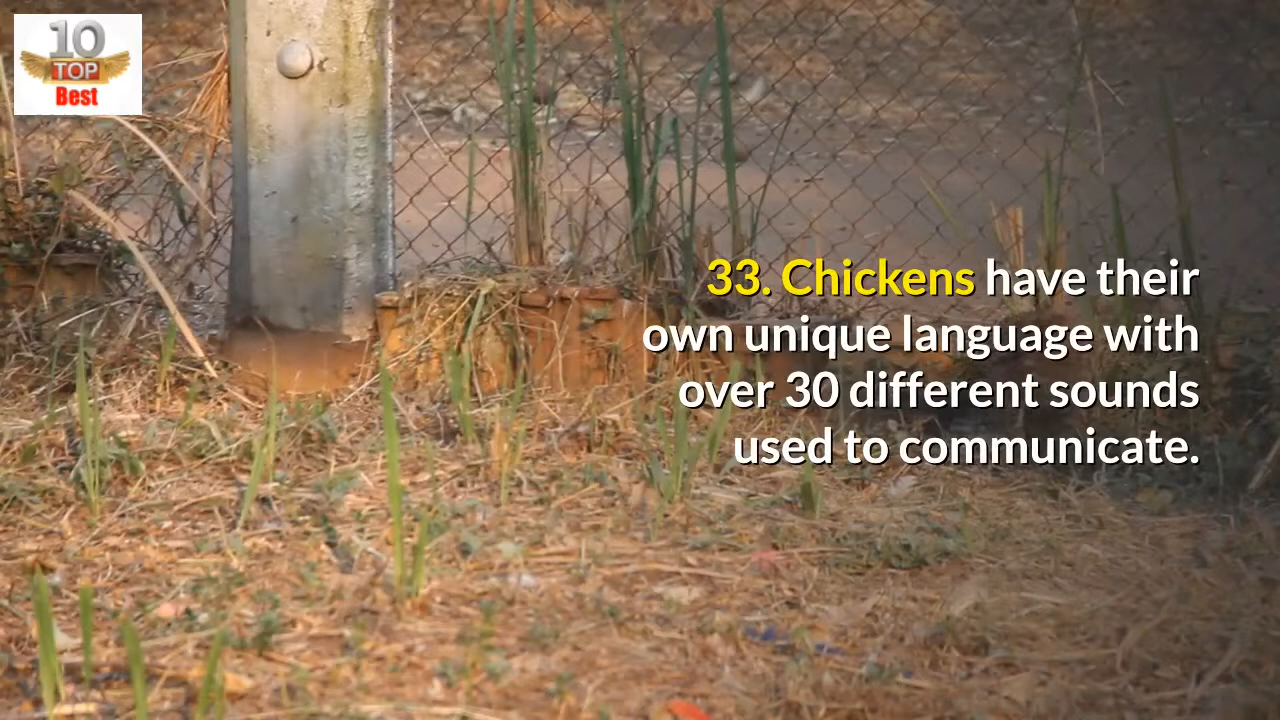 10
TOP
Best
33. Chickens have their
own unique language with
over 30 different sounds
used to communicate.